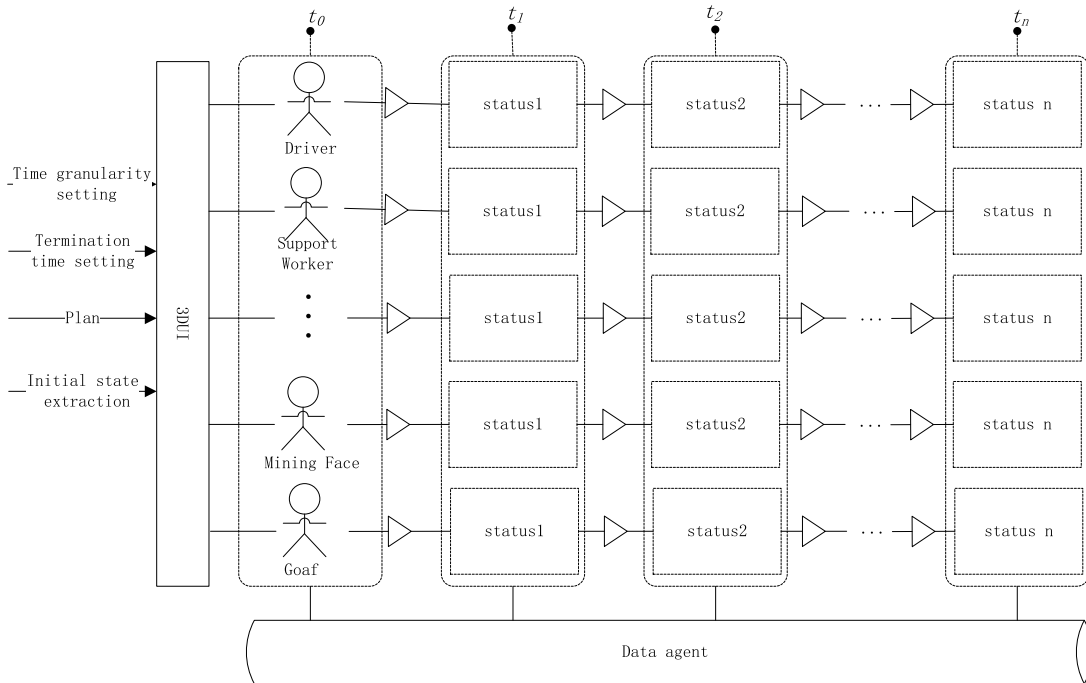 t0 t1 t2 tn
Time granularity
setting
Termination
time setting
Plan
Initial state
extraction
3DUI
Driver
status1 status2 ... status n
Support
Worker
status1 status2 ... status n
status1 status2 ... status n
Mining Face
status1 status2 ... status n
Goaf
status1 status2 ... status n
Data agent